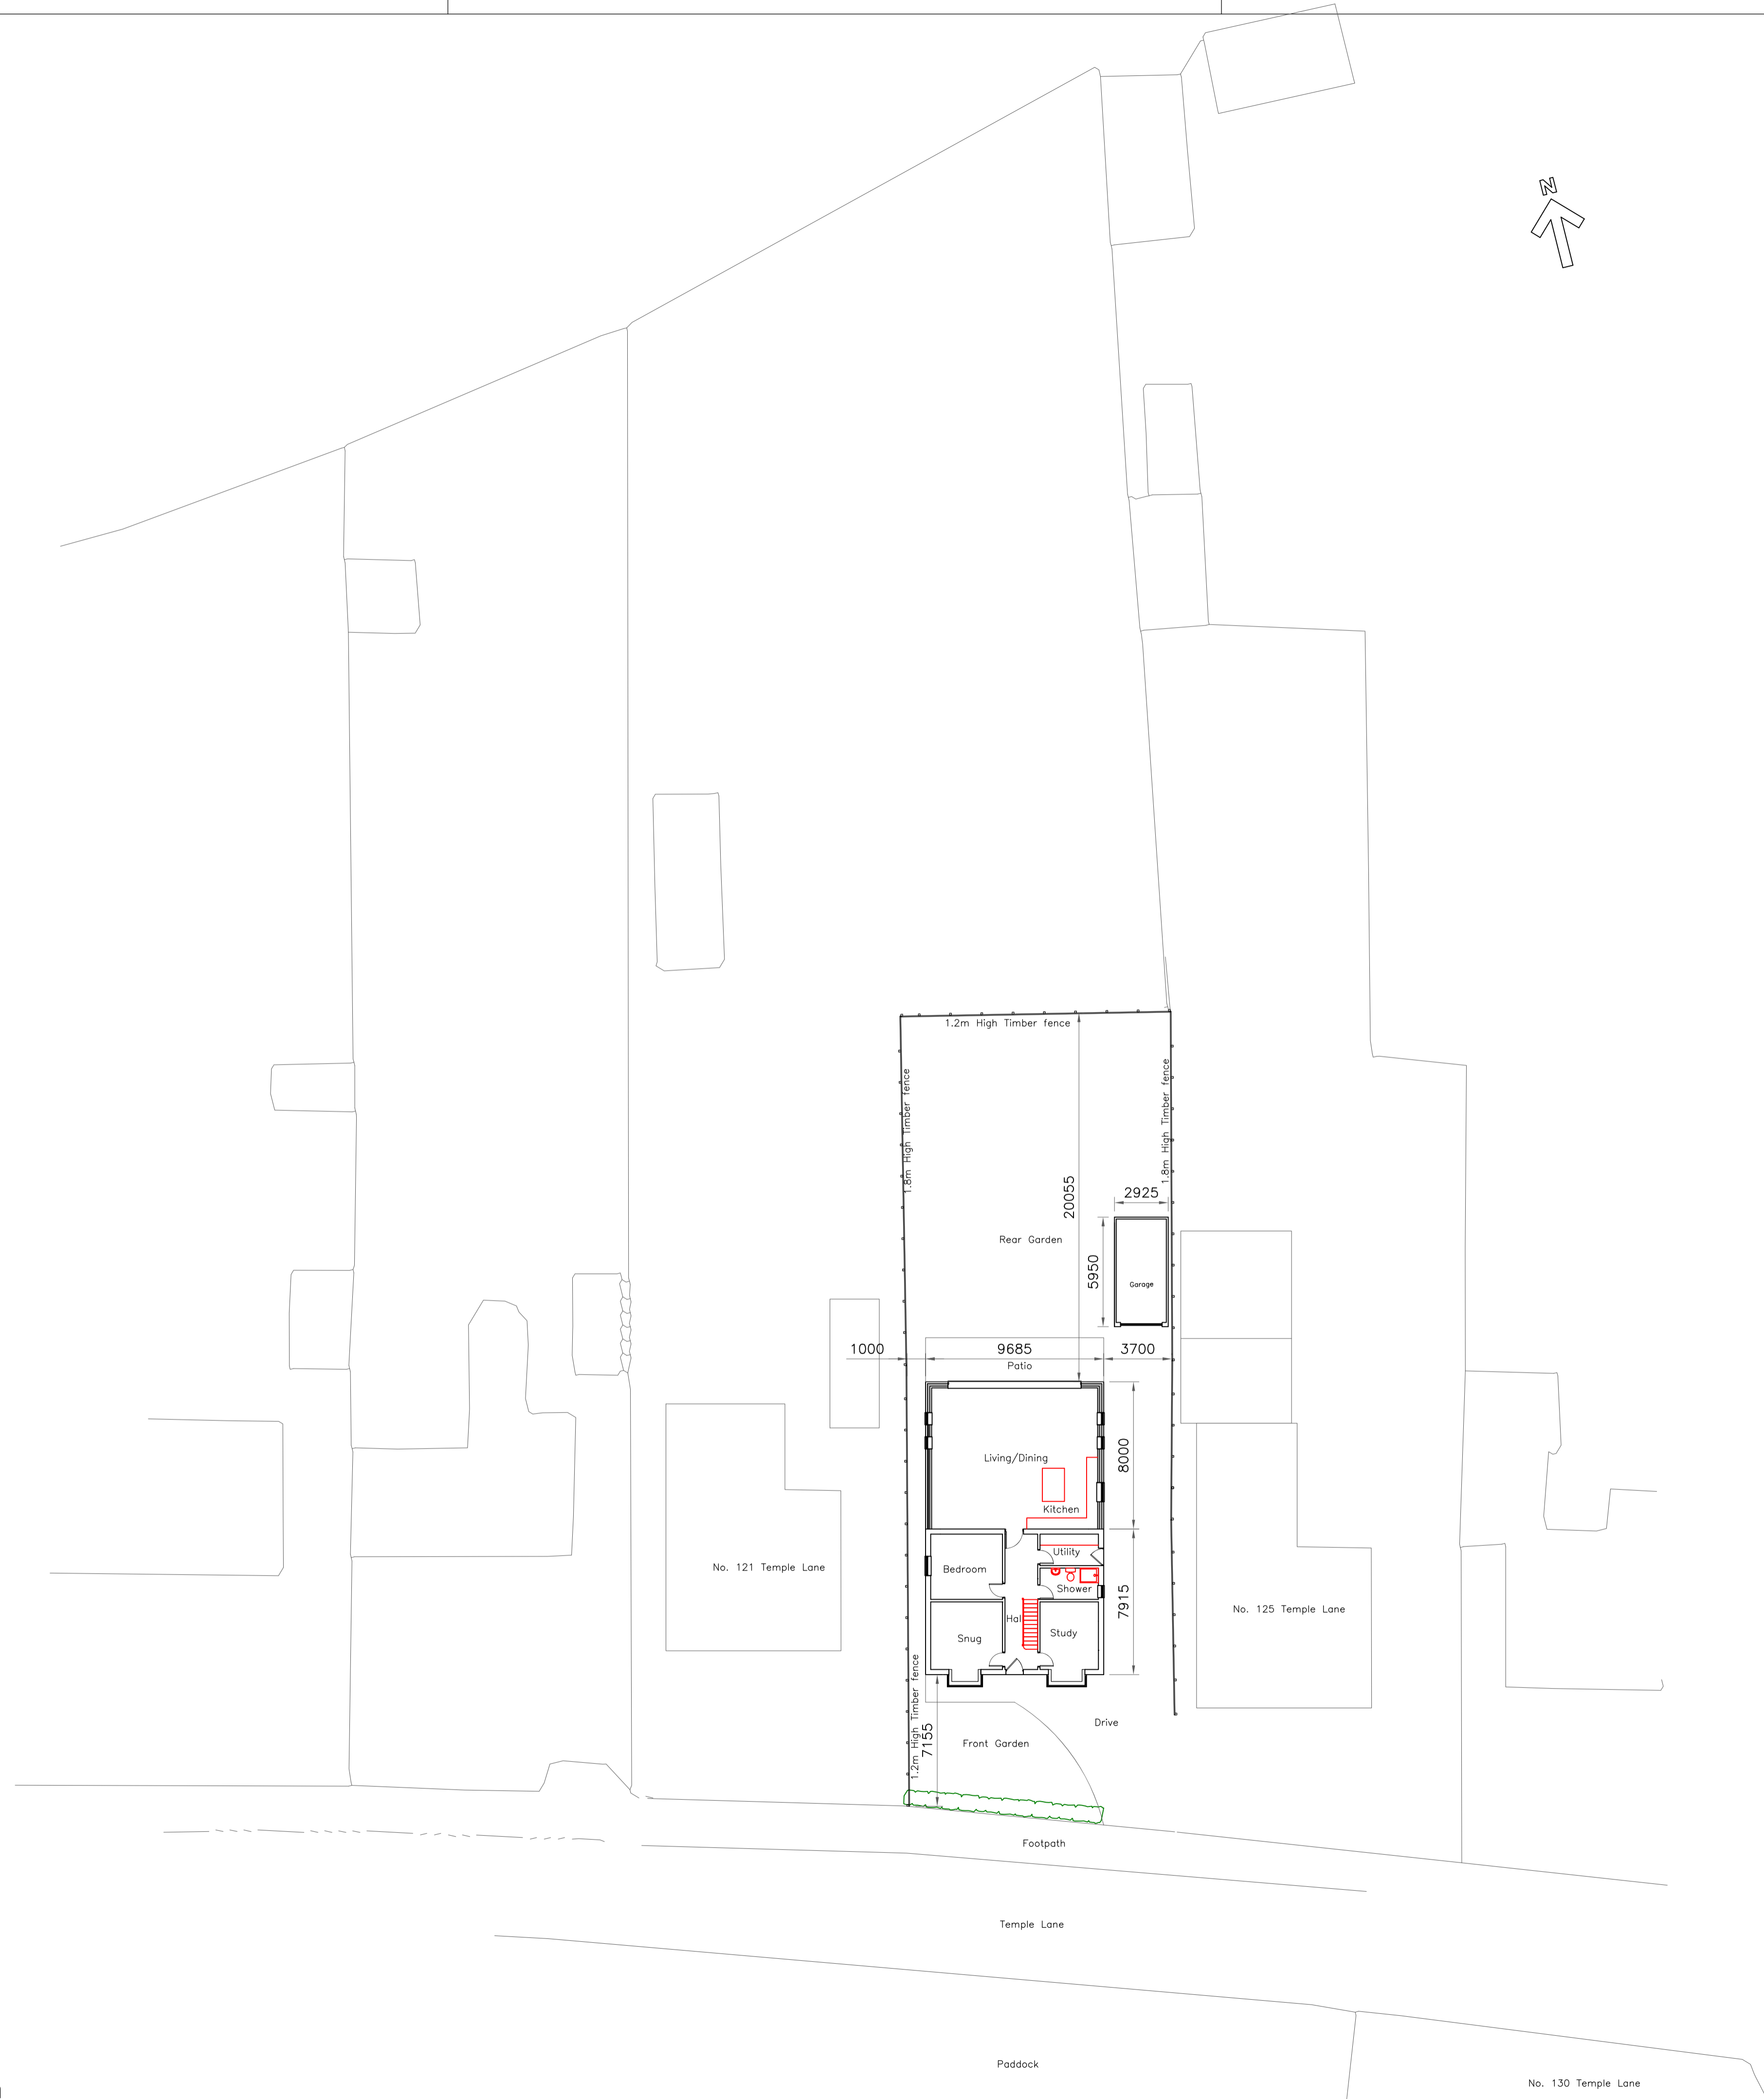 N
1.2m High Timber fence
1.8m High Timber fence
1.8m High Timber fence
20055
2925
Rear Garden
5950
Garage
1000
9685
3700
Patio
Living/Dining
8000
Kitchen
Utility
Bedroom
No. 121 Temple Lane
Shower
7915
No. 125 Temple Lane
Hal
Study
Snug
1.2m High Timber fence
7155
Drive
Front Garden
Footpath
Temple Lane
Paddock
No. 130 Temple Lane